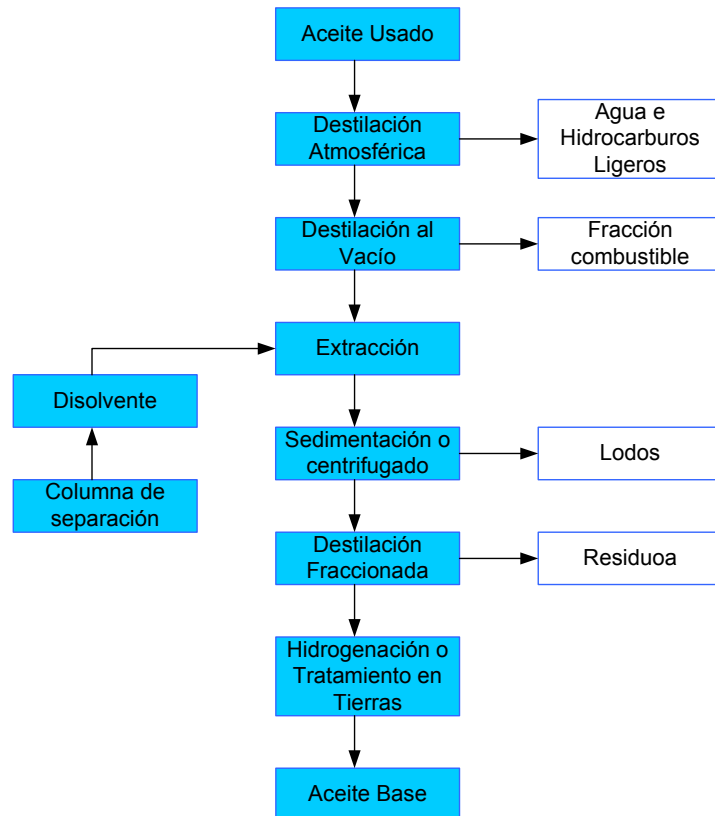 Aceite Usado
Destilación
Atmosférica
Agua e
Hidrocarburos
Ligeros
Destilación al
Vacío
Fracción
combustible
Extracción
Disolvente
Sedimentación o
centrifugado
Lodos
Columna de
separación
Destilación
Fraccionada
Residuoa
Hidrogenación o
Tratamiento en
Tierras
Aceite Base